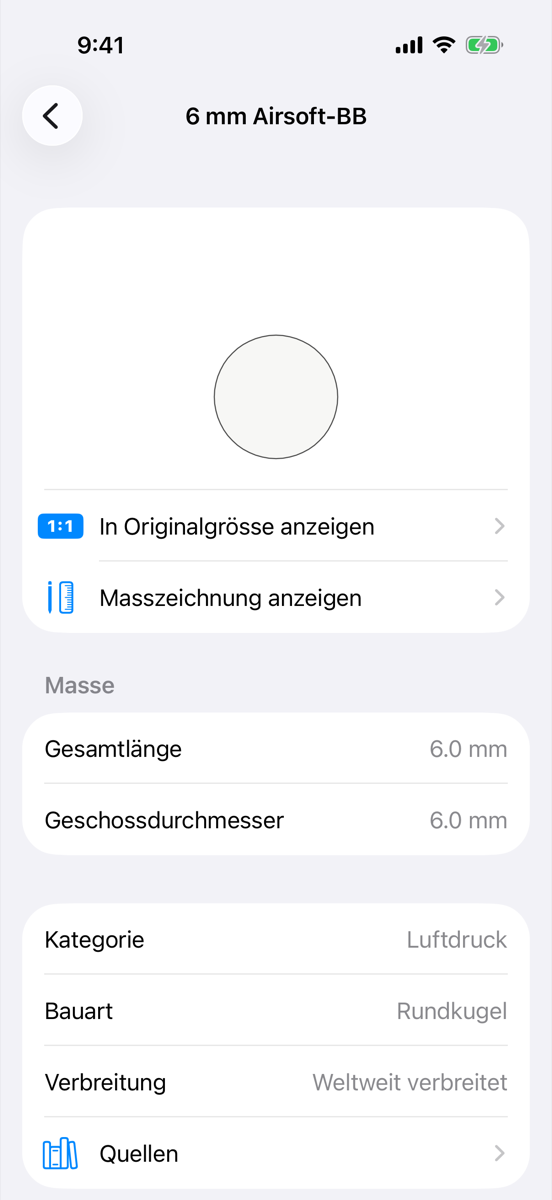 9:41
6 mm Airsoft-BB
1:1 In Originalgrösse anzeigen
Masszeichnung anzeigen
Masse
Gesamtlänge 6.0 mm
Geschossdurchmesser 6.0 mm
Kategorie Luftdruck
Bauart Rundkugel
Verbreitung Weltweit verbreitet
Quellen